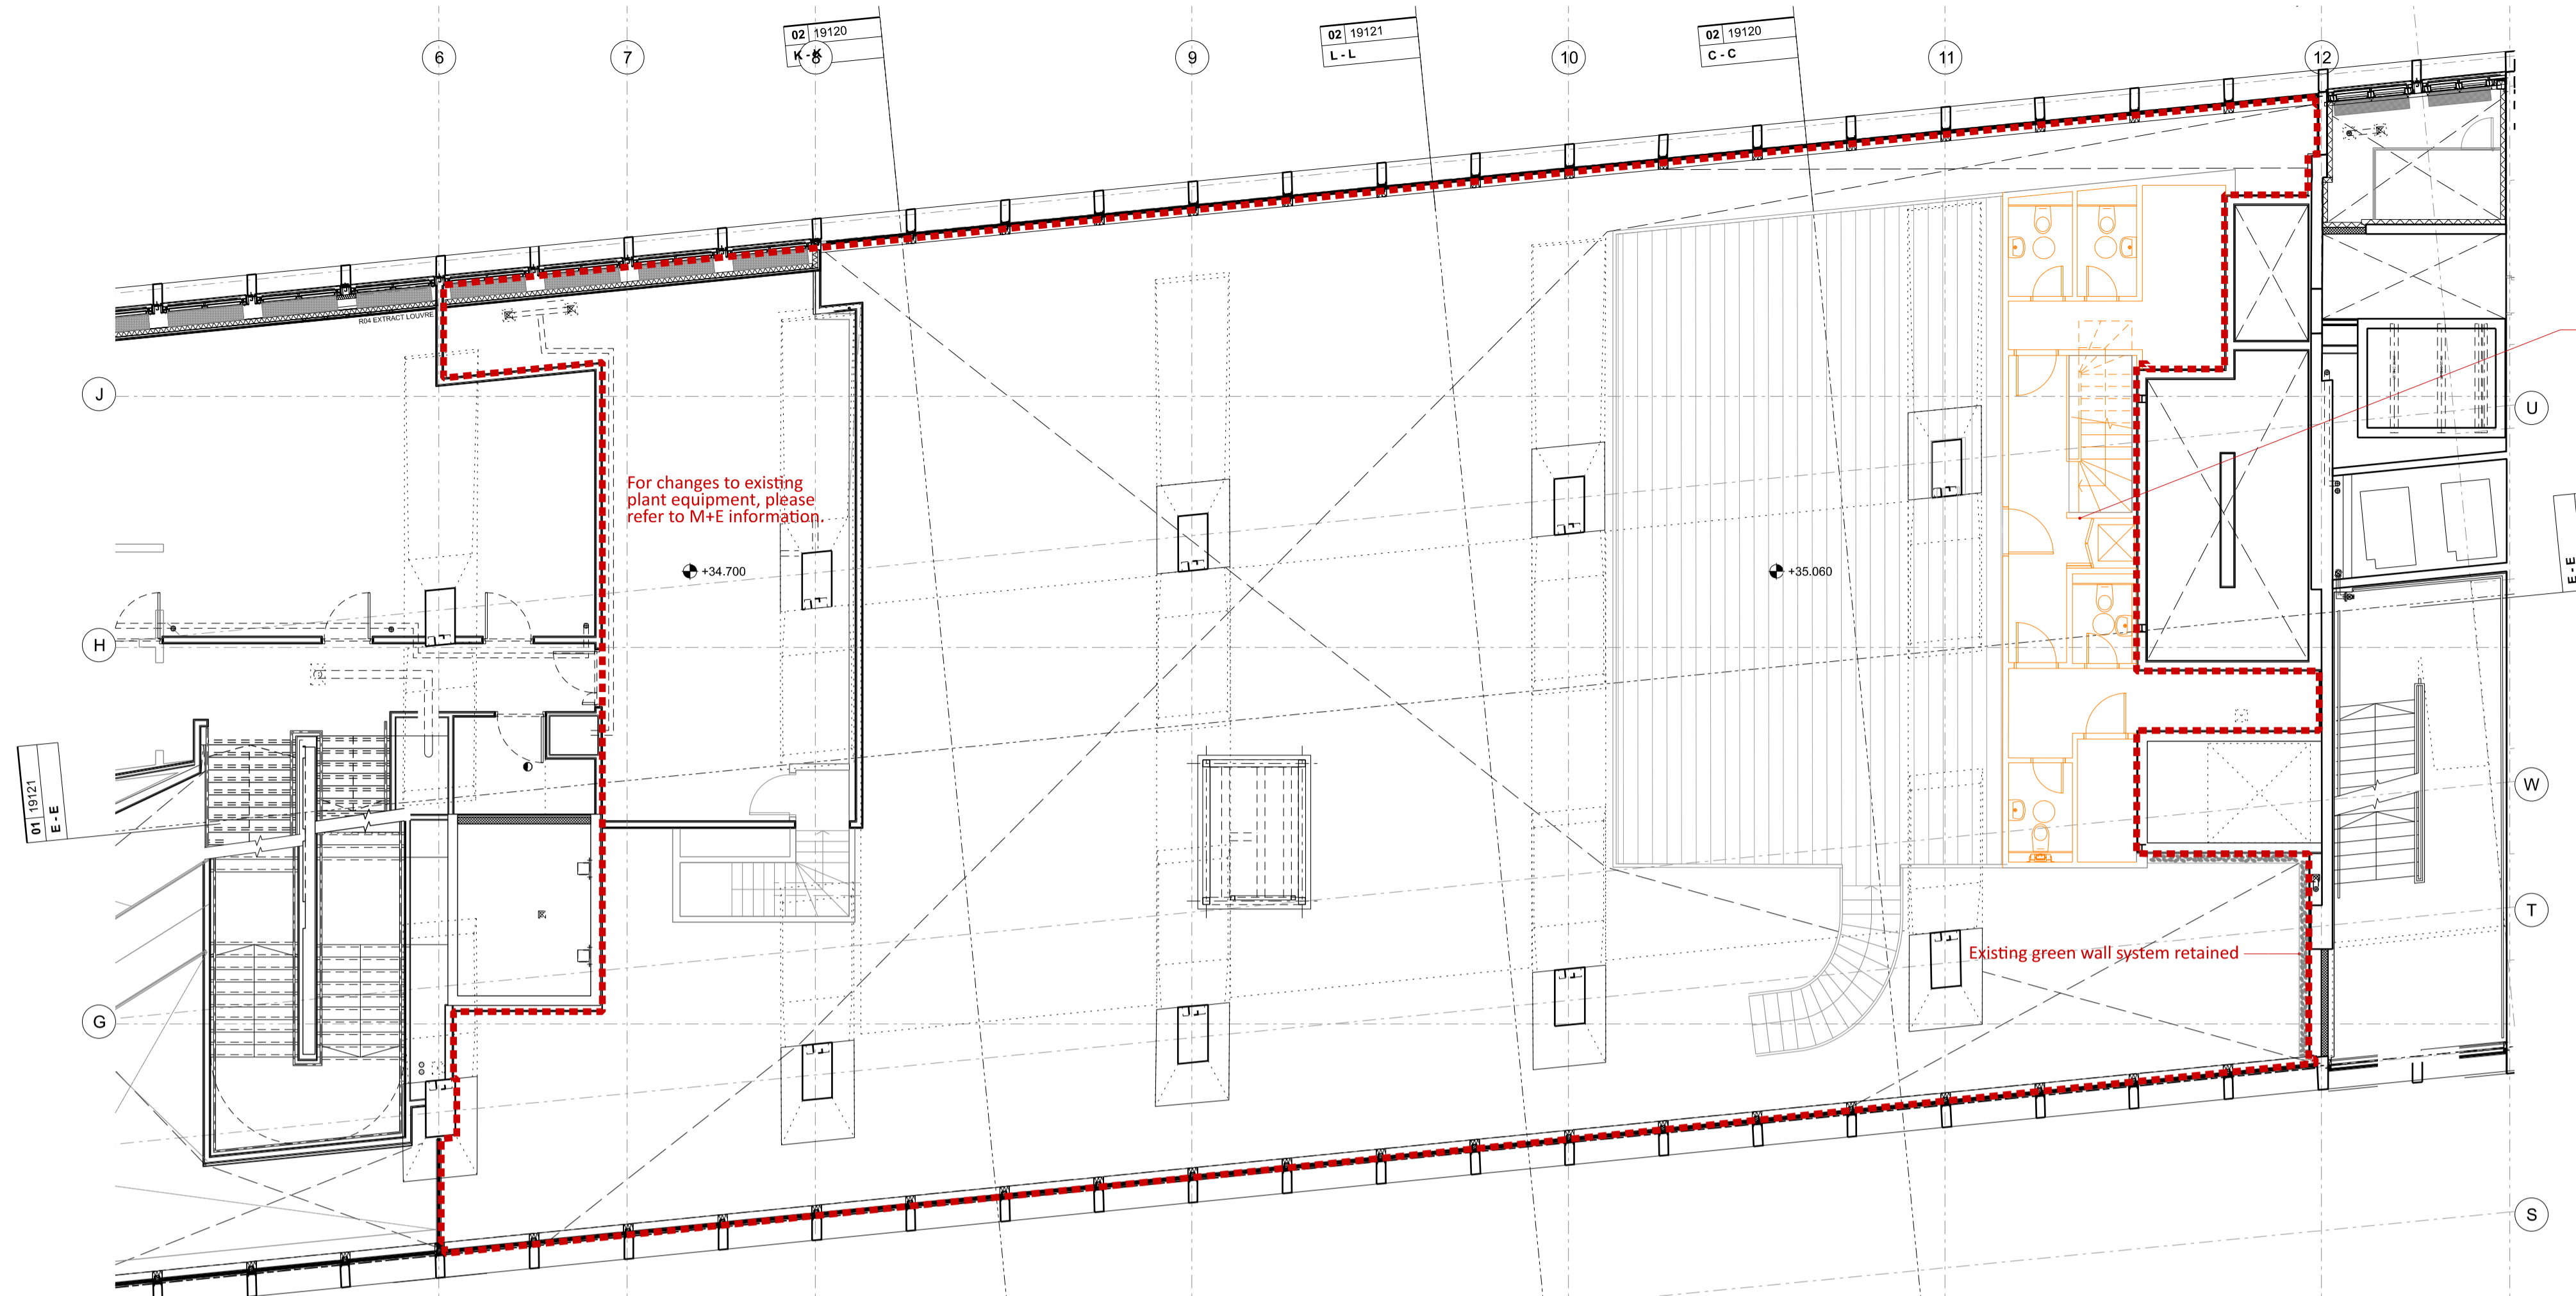 02 19120
K - K
02 19121
L - L
02 19120
C - C
6
7
8
9
10
11
12
R04 EXTRACT LOUVRE
J
U
For changes to existing
plant equipment, please
refer to M+E information.
+34.700
+35.060
E - E
H
01 19121
E - E
W
T
Existing green wall system retained
G
S